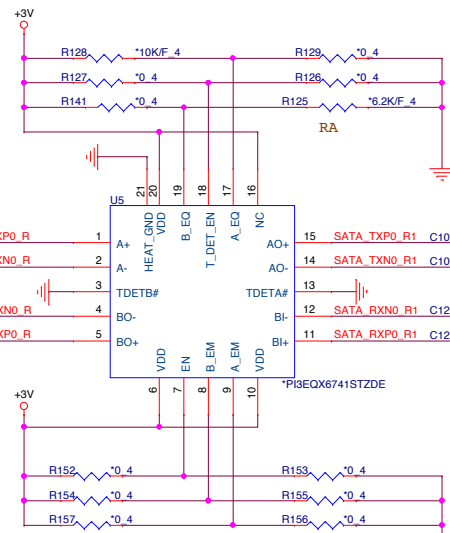 +3V
R128 *10K/F_4 R129 *0_4
R127 *0_4 R126 *0_4
R141 *0_4 R125 *6.2K/F_4
RA
21 20 19 18 17 16
U5
HEAT_GND VDD B_EQ T_DET_EN A_EQ NC
XP0_R 1 A+ AO+ 15 SATA_TXP0_R1 C10
XN0_R 2 A- AO- 14 SATA_TXN0_R1 C10
3 TDETB# TDETA# 13
XN0_R 4 BO- BI- 12 SATA_RXN0_R1 C12
XP0_R 5 BO+ BI+ 11 SATA_RXP0_R1 C12
VDD EN B_EM A_EM VDD
6 7 8 9 10
*PI3EQX6741STZDE
+3V
R152 *0_4 R153 *0_4
R154 *0_4 R155 *0_4
R157 *0_4 R156 *0_4